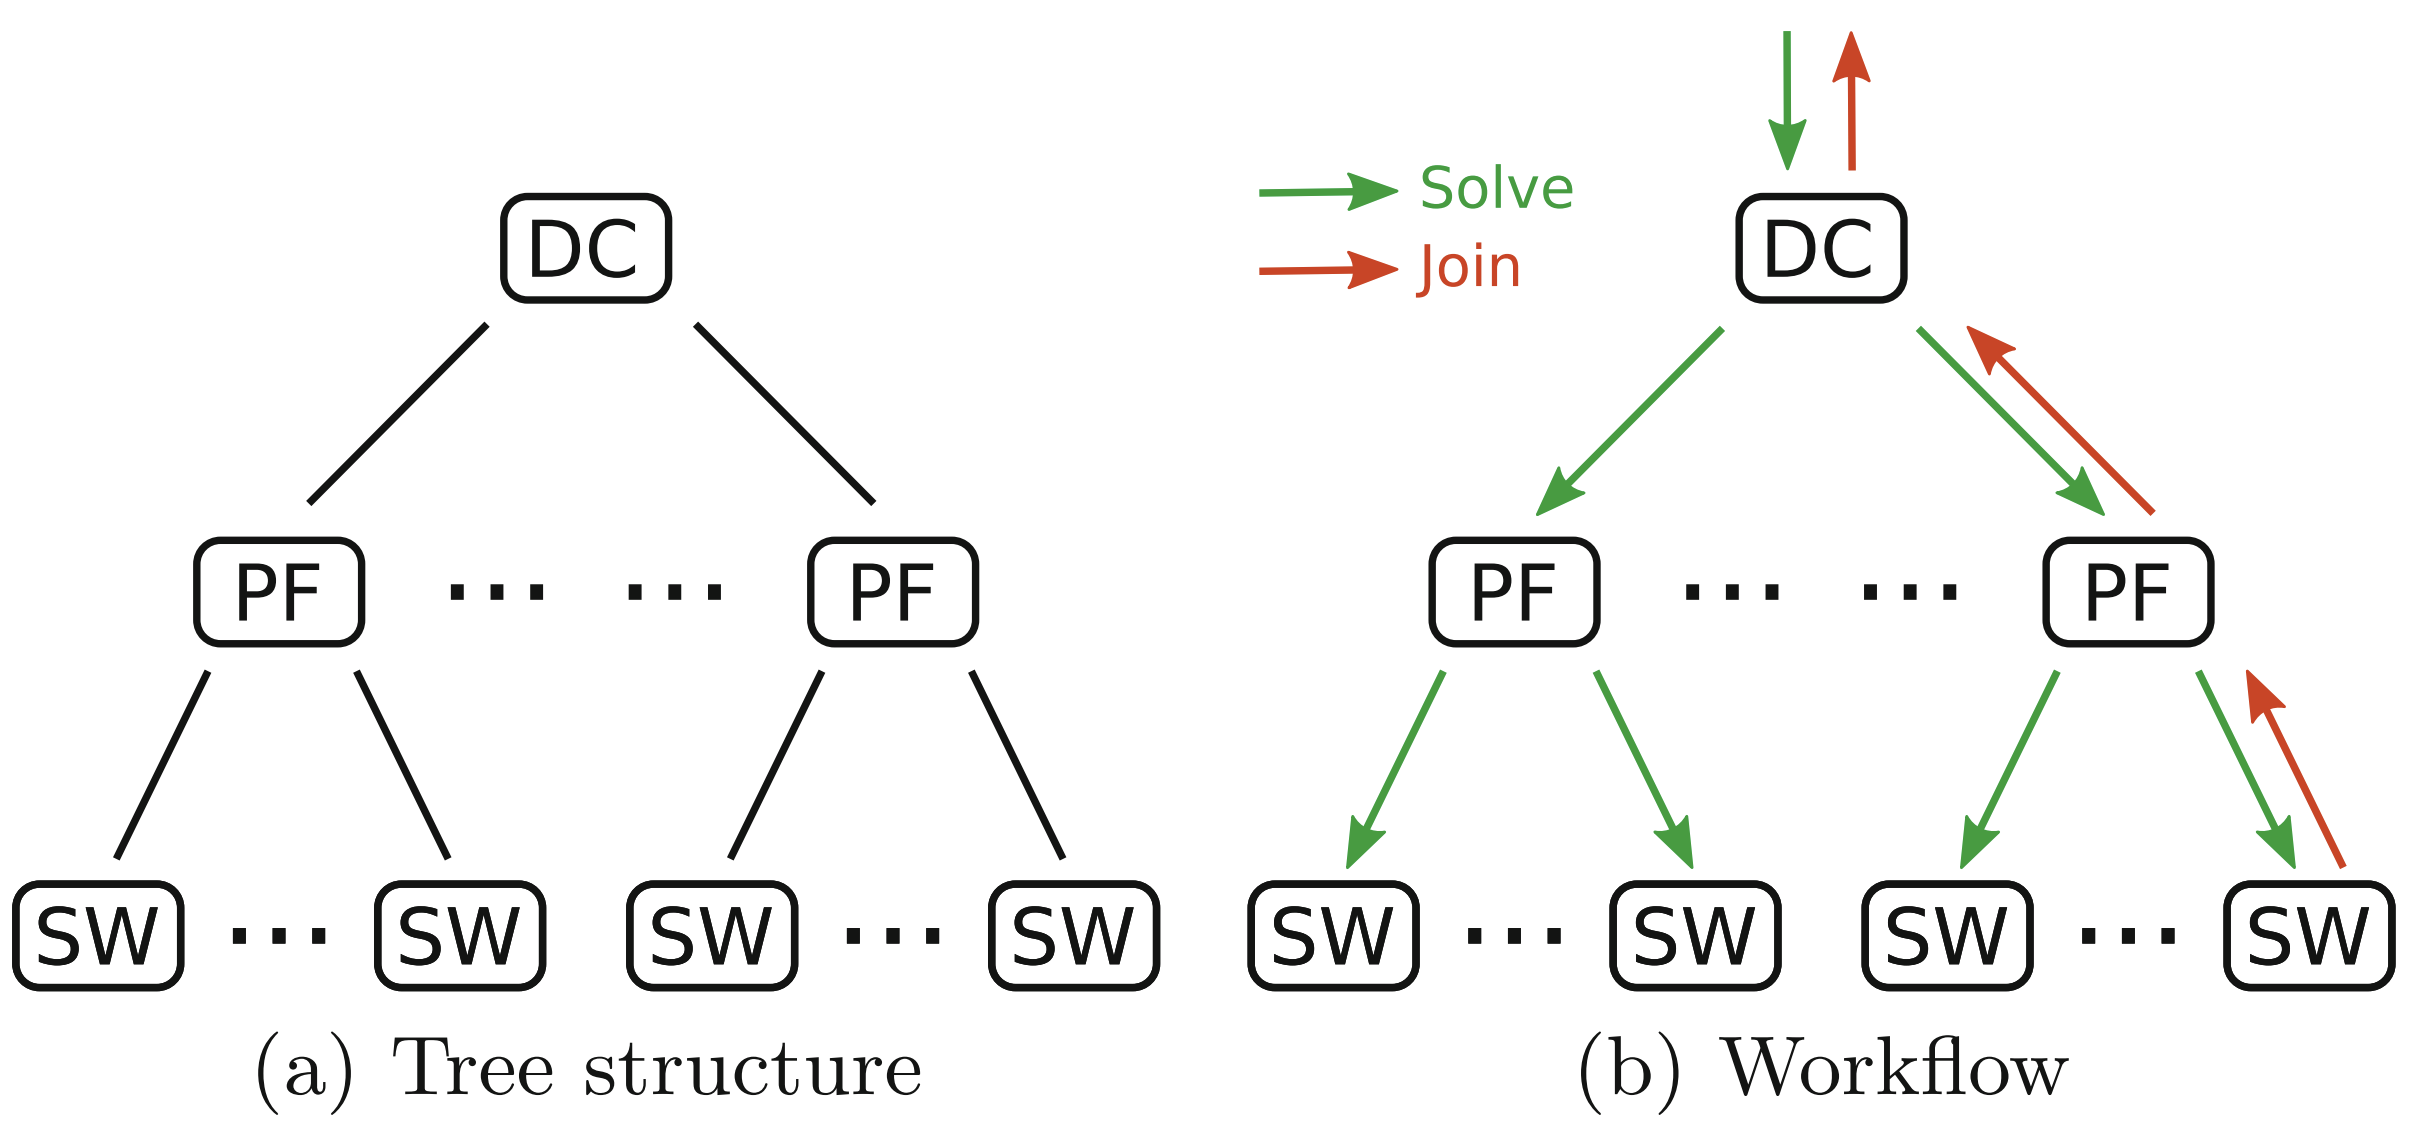 DC
PF ... ... PF
SW ... SW SW ... SW
(a) Tree structure
Solve
Join
DC
PF ... ... PF
SW ... SW SW ... SW
(b) Workflow